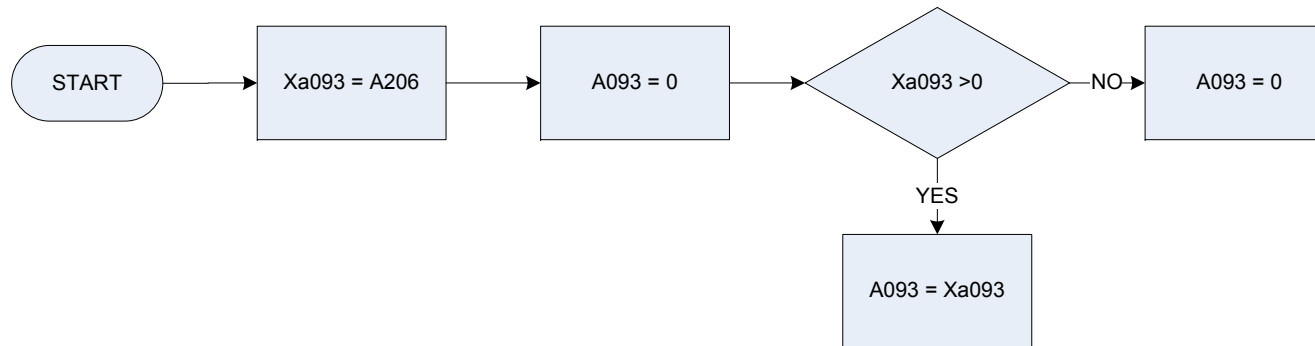 START
Xa093 = A206
A093 = 0
Xa093 >0
NO
A093 = 0
YES
A093 = Xa093